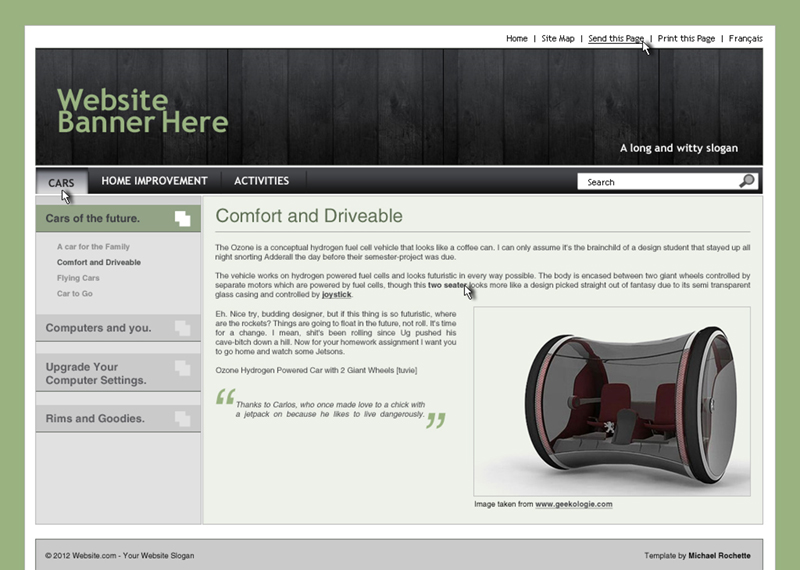 Home | Site Map | Send this Page | Print this Page | Français
Website
Banner Here
A long and witty slogan
CARS HOME IMPROVEMENT ACTIVITIES Search
Cars of the future.
A car for the Family
Comfort and Driveable
Flying Cars
Car to Go
Computers and you.
Upgrade Your
Computer Settings.
Rims and Goodies.
Comfort and Driveable
The Ozone is a conceptual hydrogen fuel cell vehicle that looks like a coffee can. I can only assume it's the brainchild of a design student that stayed up all
night snorting Adderall the day before their semester-project was due.
The vehicle works on hydrogen powered fuel cells and looks futuristic in every way possible. The body is encased between two giant wheels controlled by
separate motors which are powered by fuel cells, though this two seater looks more like a design picked straight out of fantasy due to its semi transparent
glass casing and controlled by joystick.
Eh. Nice try, budding designer, but if this thing is so futuristic, where
are the rockets? Things are going to float in the future, not roll. It's time
for a change. I mean, shit's been rolling since Ug pushed his
cave-bitch down a hill. Now for your homework assignment I want you
to go home and watch some Jetsons.
Ozone Hydrogen Powered Car with 2 Giant Wheels [tuvie]
“Thanks to Carlos, who once made love to a chick with
a jetpack on because he likes to live dangerously.”
Image taken from www.geekologie.com
© 2012 Website.com - Your Website Slogan
Template by Michael Rochette